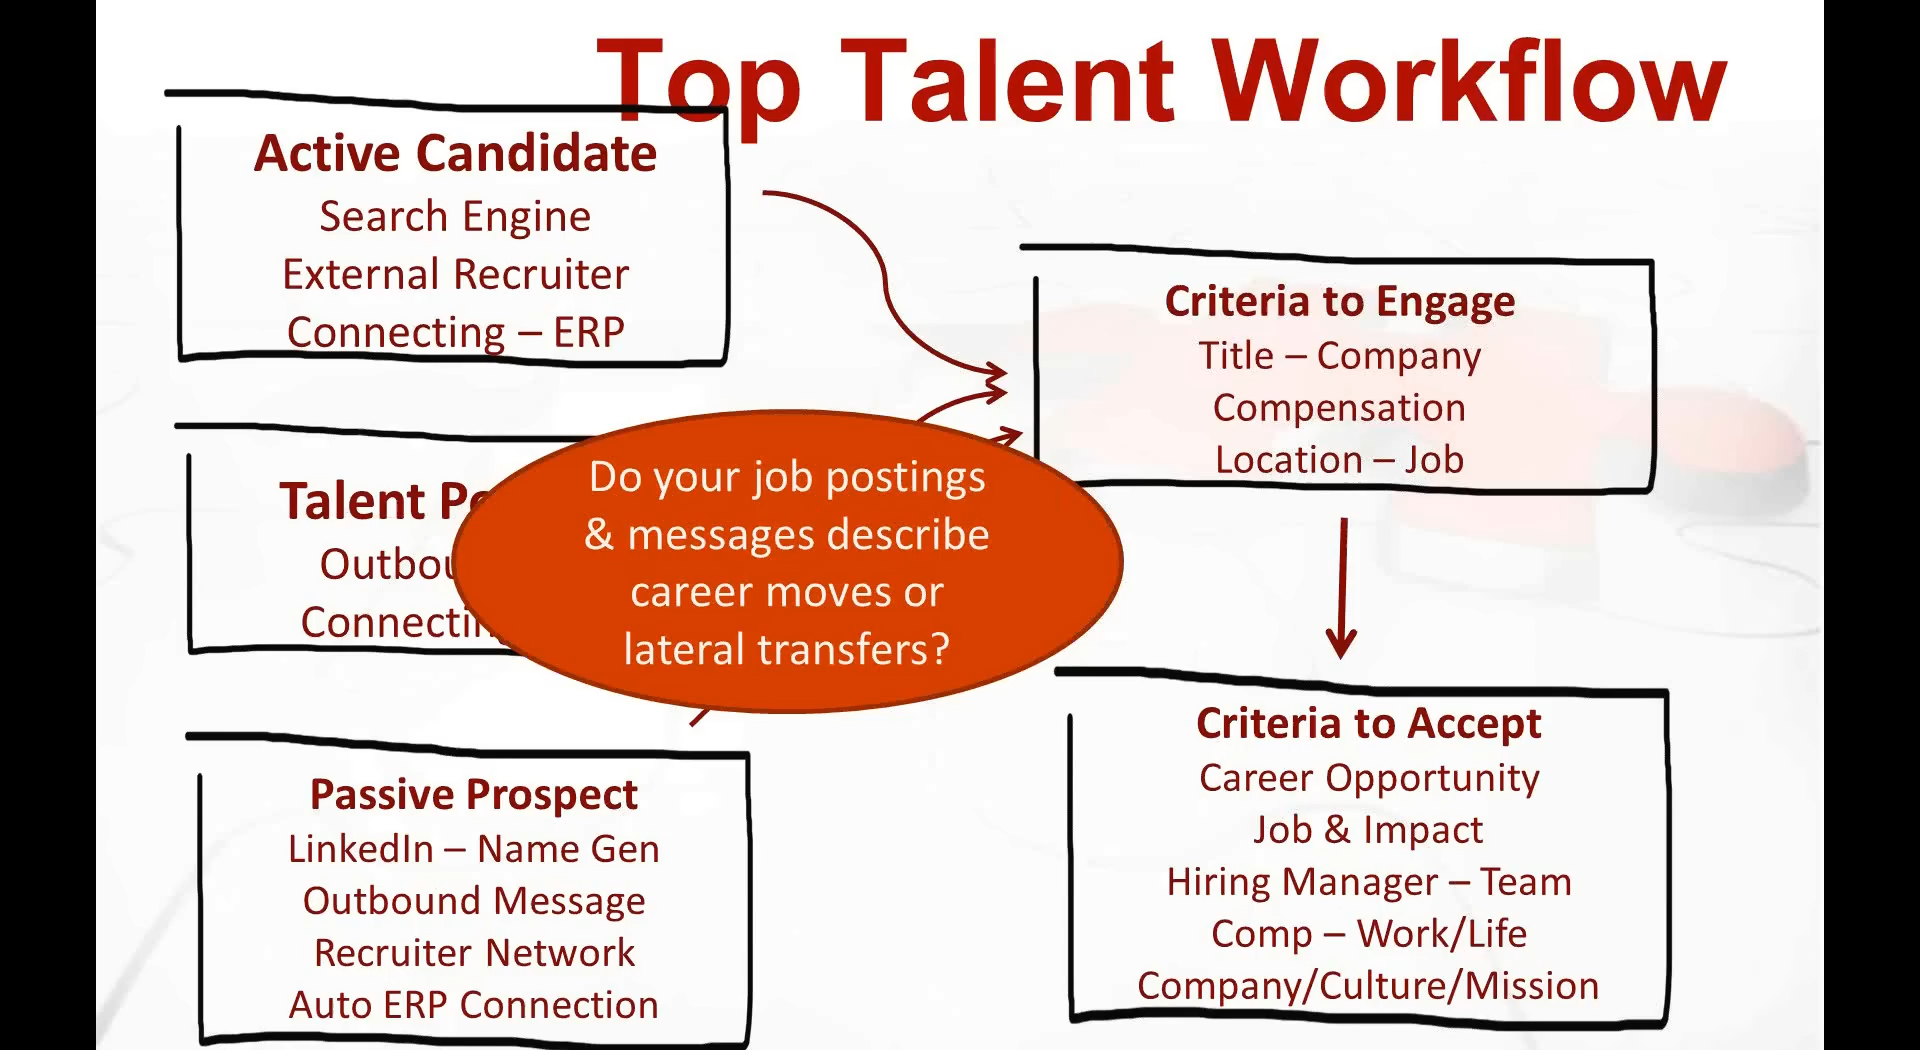 Top Talent Workflow
Active Candidate
Search Engine
External Recruiter
Connecting – ERP
Talent
Passive Prospect
LinkedIn – Name Gen
Outbound Message
Recruiter Network
Auto ERP Connection
Do your job postings
& messages describe
career moves or
lateral transfers?
Criteria to Engage
Title – Company
Compensation
Location – Job
Criteria to Accept
Career Opportunity
Job & Impact
Hiring Manager – Team
Comp – Work/Life
Company/Culture/Mission